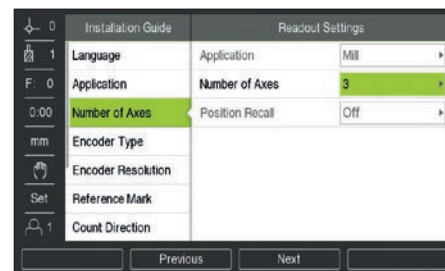 0 Installation Guide Readout Settings
1 Language Application Mill
F: 0 Application Number of Axes 3
0:00 Number of Axes Position Recall Off
mm Encoder Type
Encoder Resolution
Set Reference Mark
1 Count Direction
Previous Next